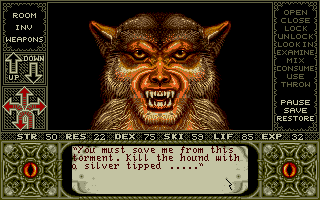 ROOM
INV
WEAPONS
UP
DOWN
OPEN
CLOSE
LOCK
UNLOCK
LOOK IN
EXAMINE
MIX
CONSUME
USE
THROW
PAUSE
SAVE
RESTORE
STR 50 RES 22 DEX 75 SKI 59 LIF 85 EXP 32
"You must save me from this
torment. Kill the hound with
a silver tipped ....."